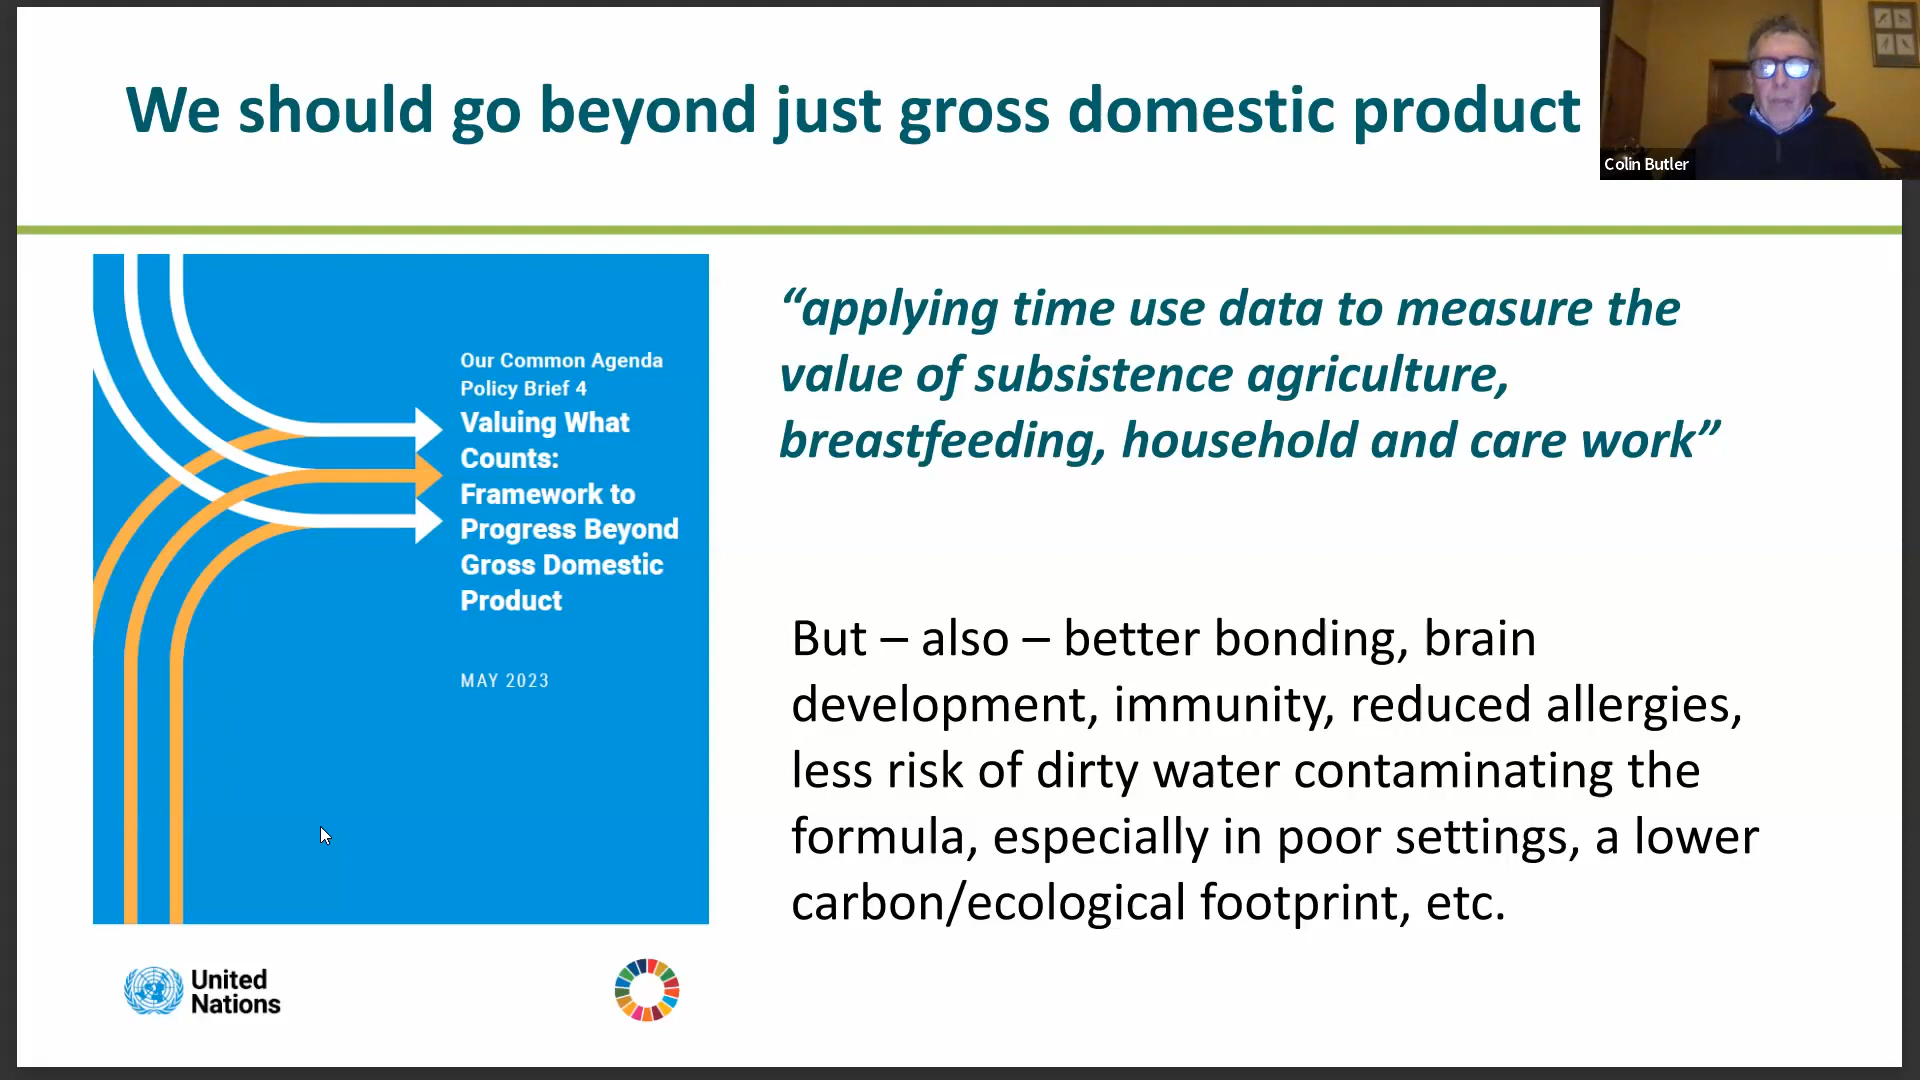 We should go beyond just gross domestic product
Colin Butler
Our Common Agenda
Policy Brief 4
Valuing What
Counts:
Framework to
Progress Beyond
Gross Domestic
Product
MAY 2023
United
Nations
“applying time use data to measure the
value of subsistence agriculture,
breastfeeding, household and care work”
But – also – better bonding, brain
development, immunity, reduced allergies,
less risk of dirty water contaminating the
formula, especially in poor settings, a lower
carbon/ecological footprint, etc.